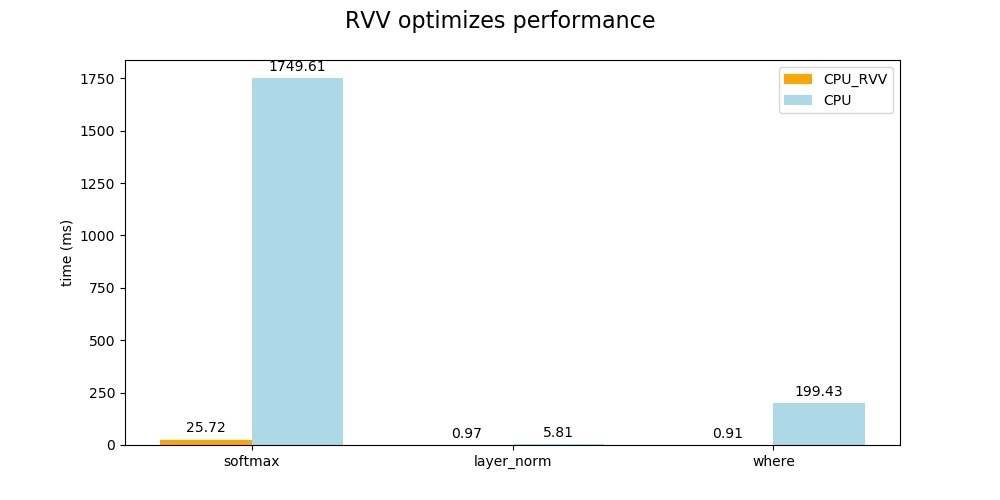 RVV optimizes performance
1749.61
1750
CPU_RVV
CPU
1500
1250
1000
time (ms)
750
500
250
199.43
25.72
0.97
5.81
0.91
0
softmax
layer_norm
where